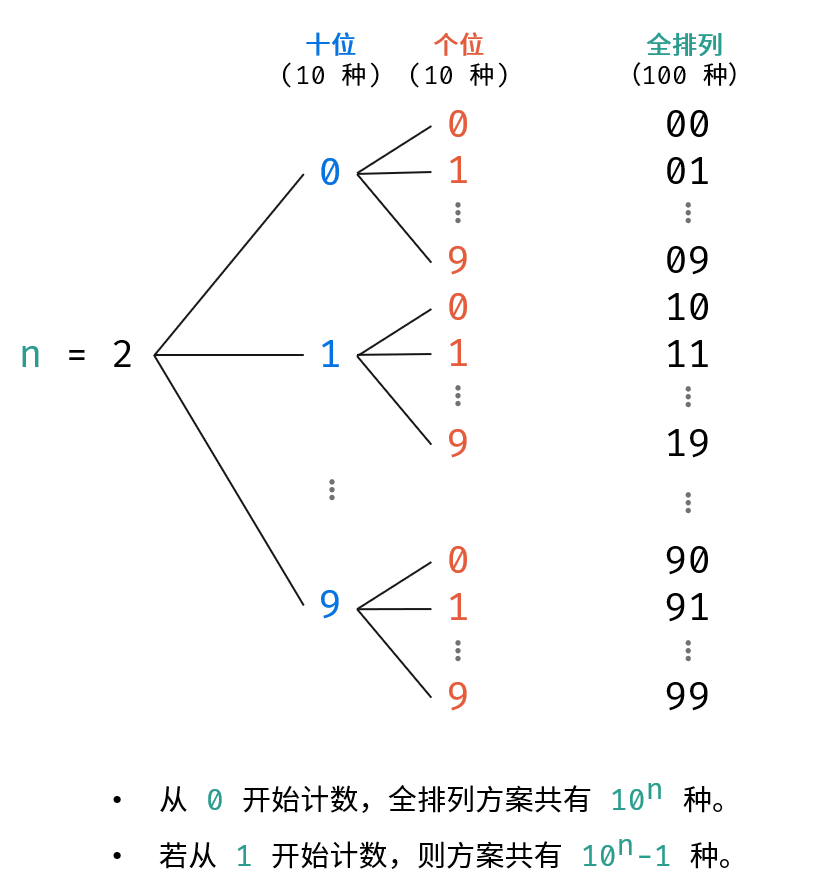 十位 个位 全排列
(10 种) (10 种) (100 种)
0 00
0 1 01
⋮ ⋮
9 09
0 10
n = 2 1 1 11
⋮ ⋮
9 19
⋮ ⋮
0 90
9 1 91
⋮ ⋮
9 99
• 从 0 开始计数，全排列方案共有 10ⁿ 种。
• 若从 1 开始计数，则方案共有 10ⁿ-1 种。